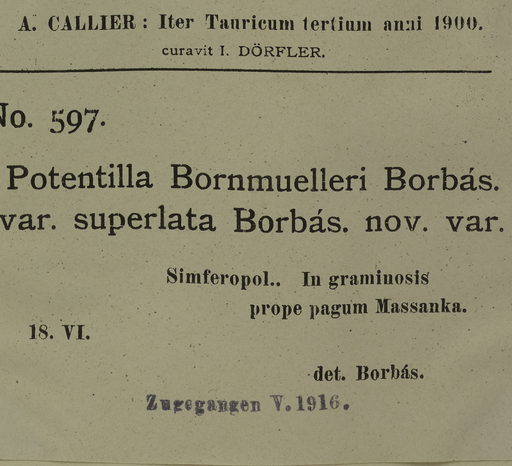 A. CALLIER: Iter Tauricum tertium anni 1900.
curavit I. DÖRFLER.
No. 597.
Potentilla Bornmuelleri Borbás.
var. superlata Borbás. nov. var.
Simferopol.. In graminosis
prope pagum Massanka.
18. VI.
det. Borbás.
Zugegangen V. 1916.